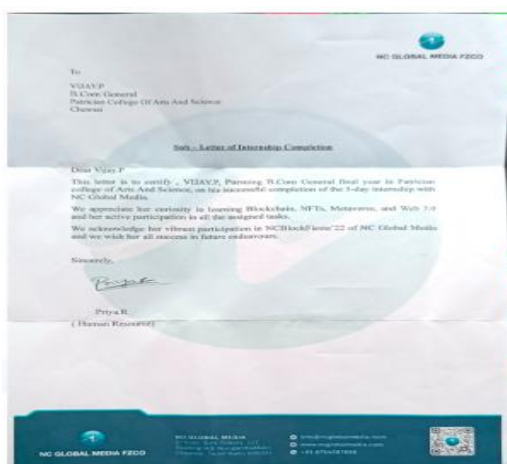 NC GLOBAL MEDIA FZCO
To
VIJAY.P
B.Com General
Patrician College Of Arts And Science
Chennai
Sub – Letter of Internship Completion
Dear Vijay.P
This letter is to certify , VIJAY.P, Pursuing B.Com General final year in Patrician
college of Arts And Science, on his successful completion of the 5-day internship with
NC Global Media.
We appreciate her curiosity in learning Blockchain, NFTs, Metaverse, and Web 3.0
and her active participation in all the assigned tasks.
We acknowledge her vibrant participation in NCBlockFiesta'22 of NC Global Media
and we wish her all success in future endeavours.
Sincerely,
Priya.R
( Human Resource)
NC GLOBAL MEDIA
NC GLOBAL MEDIA FZCO